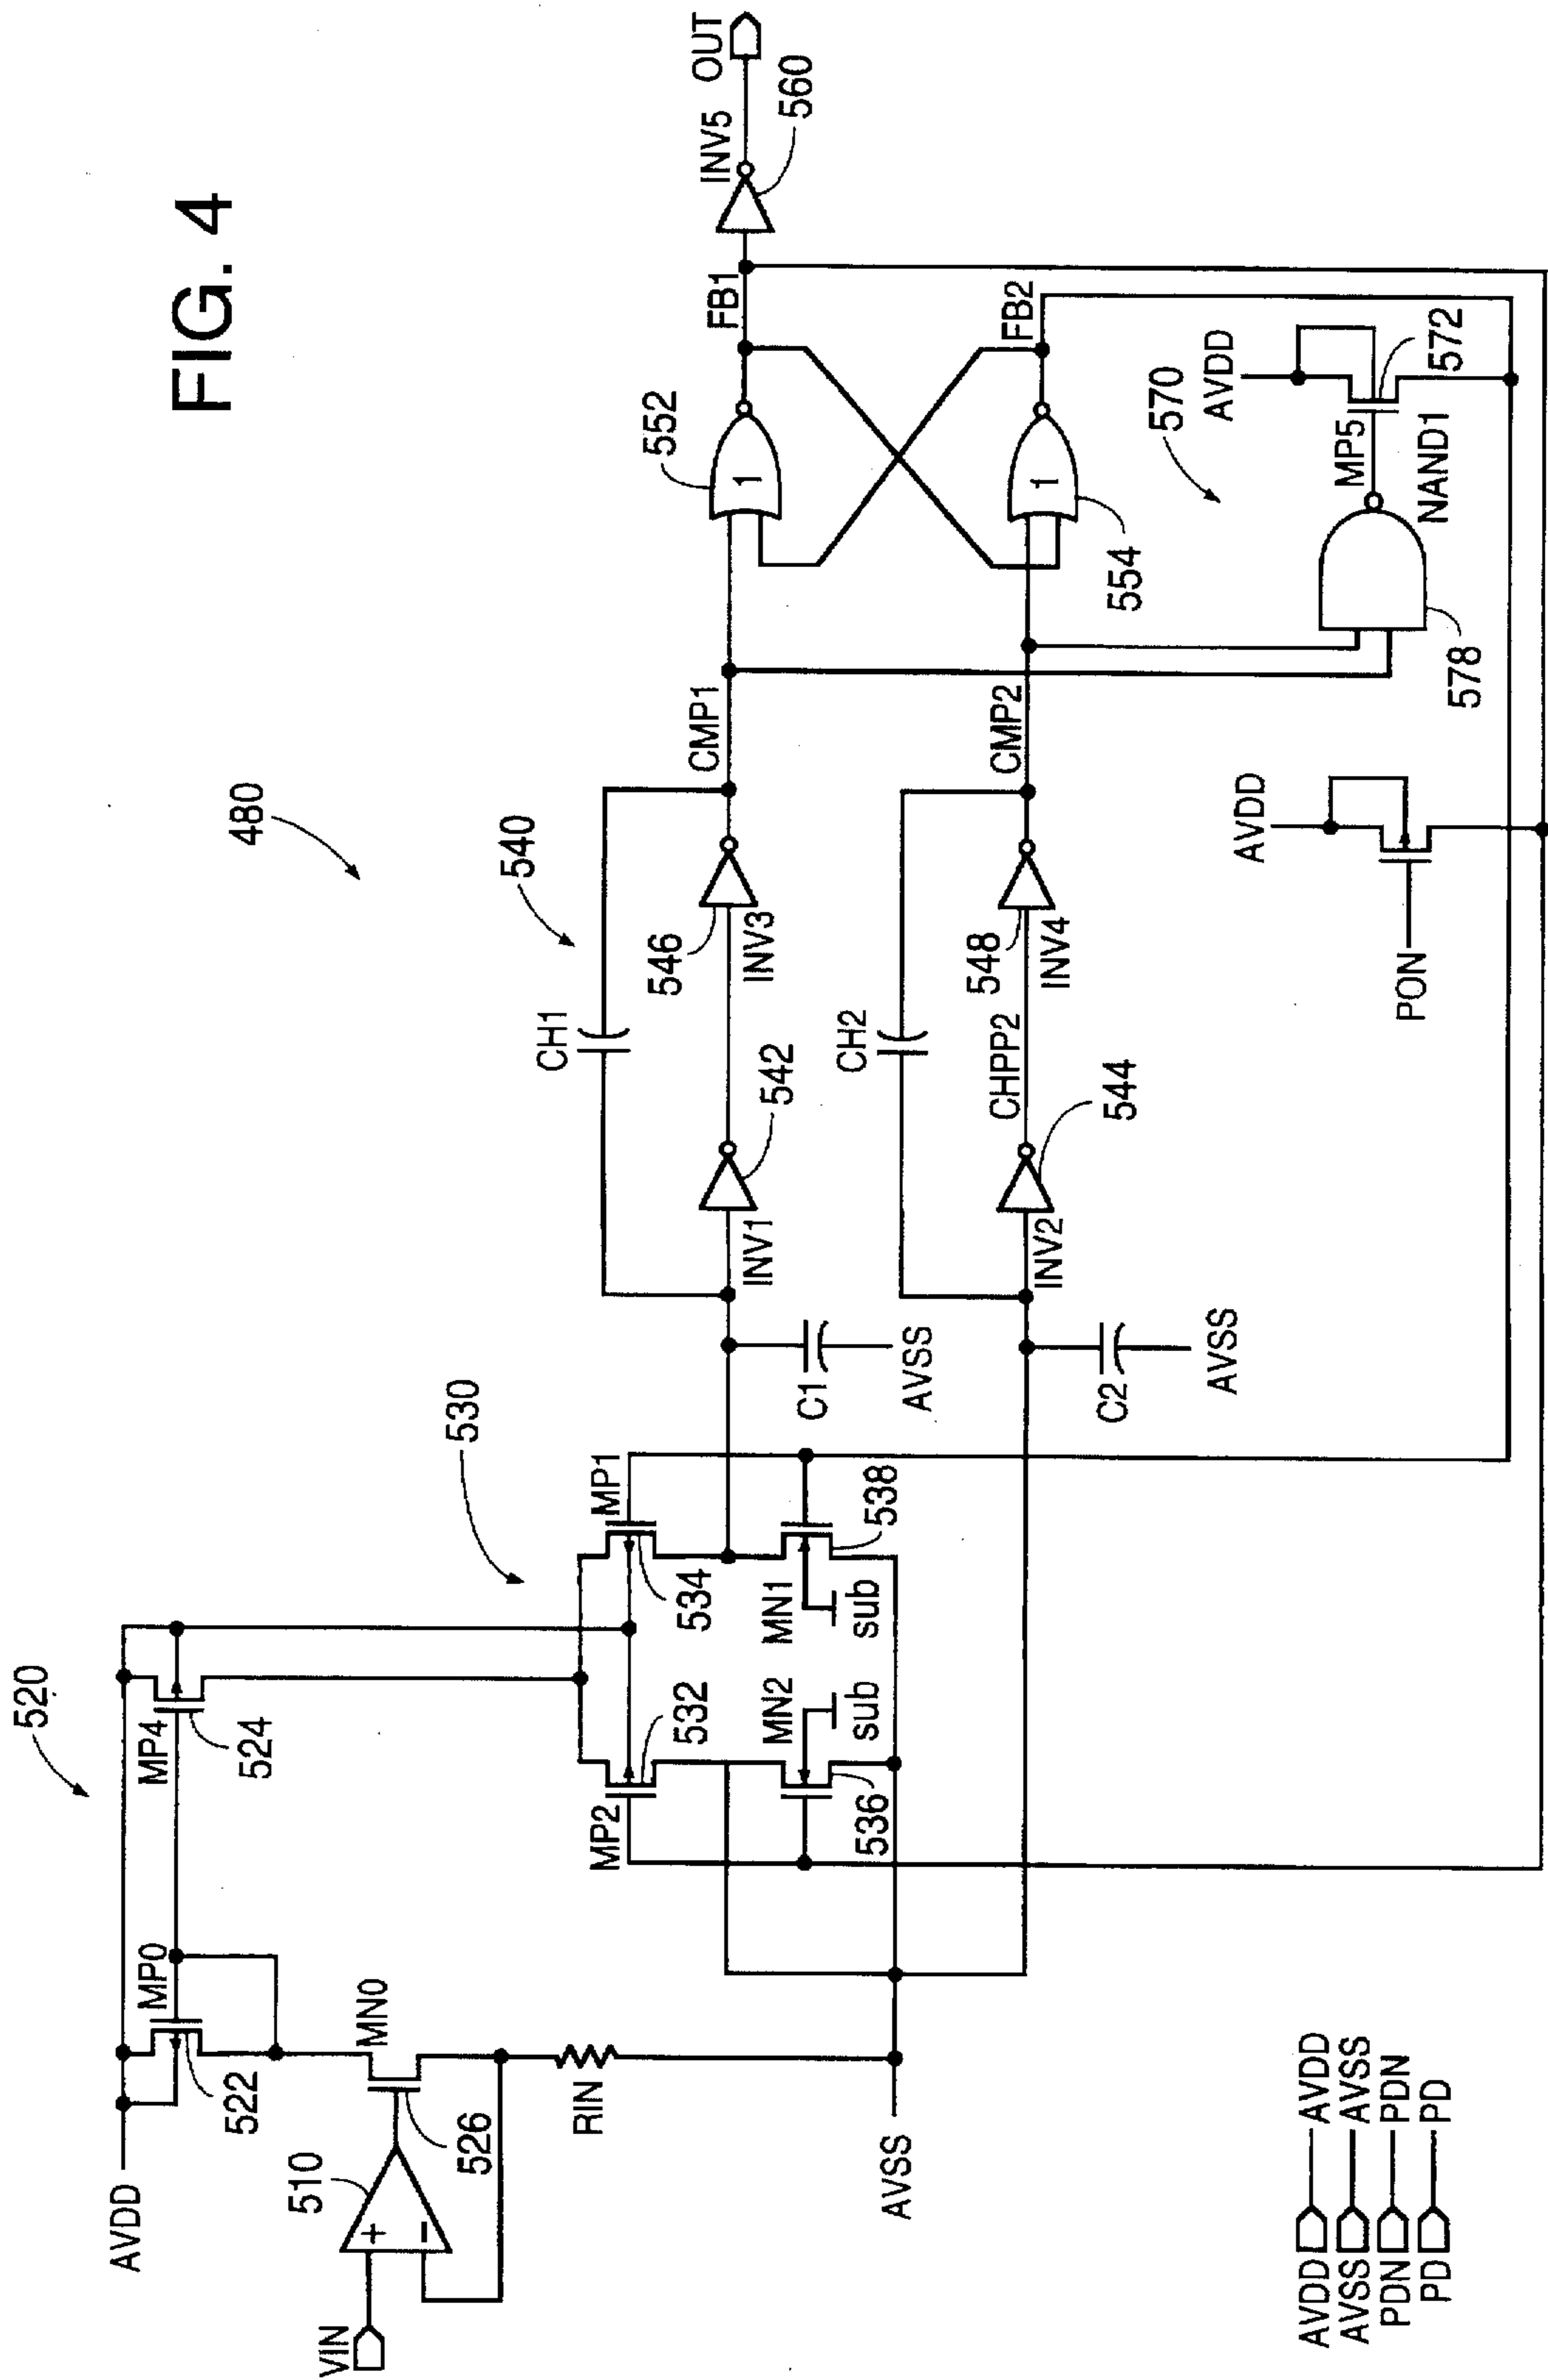 FIG. 4
480
520
530
540
570
AVDD
MP0
522
MP4
524
VIN
510
+
−
526
MN0
RIN
AVSS
MP2
532
MP1
534
MN2
536
sub
MN1
538
sub
C1
AVSS
C2
AVSS
CH1
INV1
542
546
INV3
CMP1
CH2
INV2
544
CHPP2
548
INV4
CMP2
552
1
FB1
554
1
FB2
INV5
560
OUT
PON
AVDD
578
NAND1
MP5
AVDD
572
AVDD AVDD
AVSS AVSS
PDN PDN
PD PD